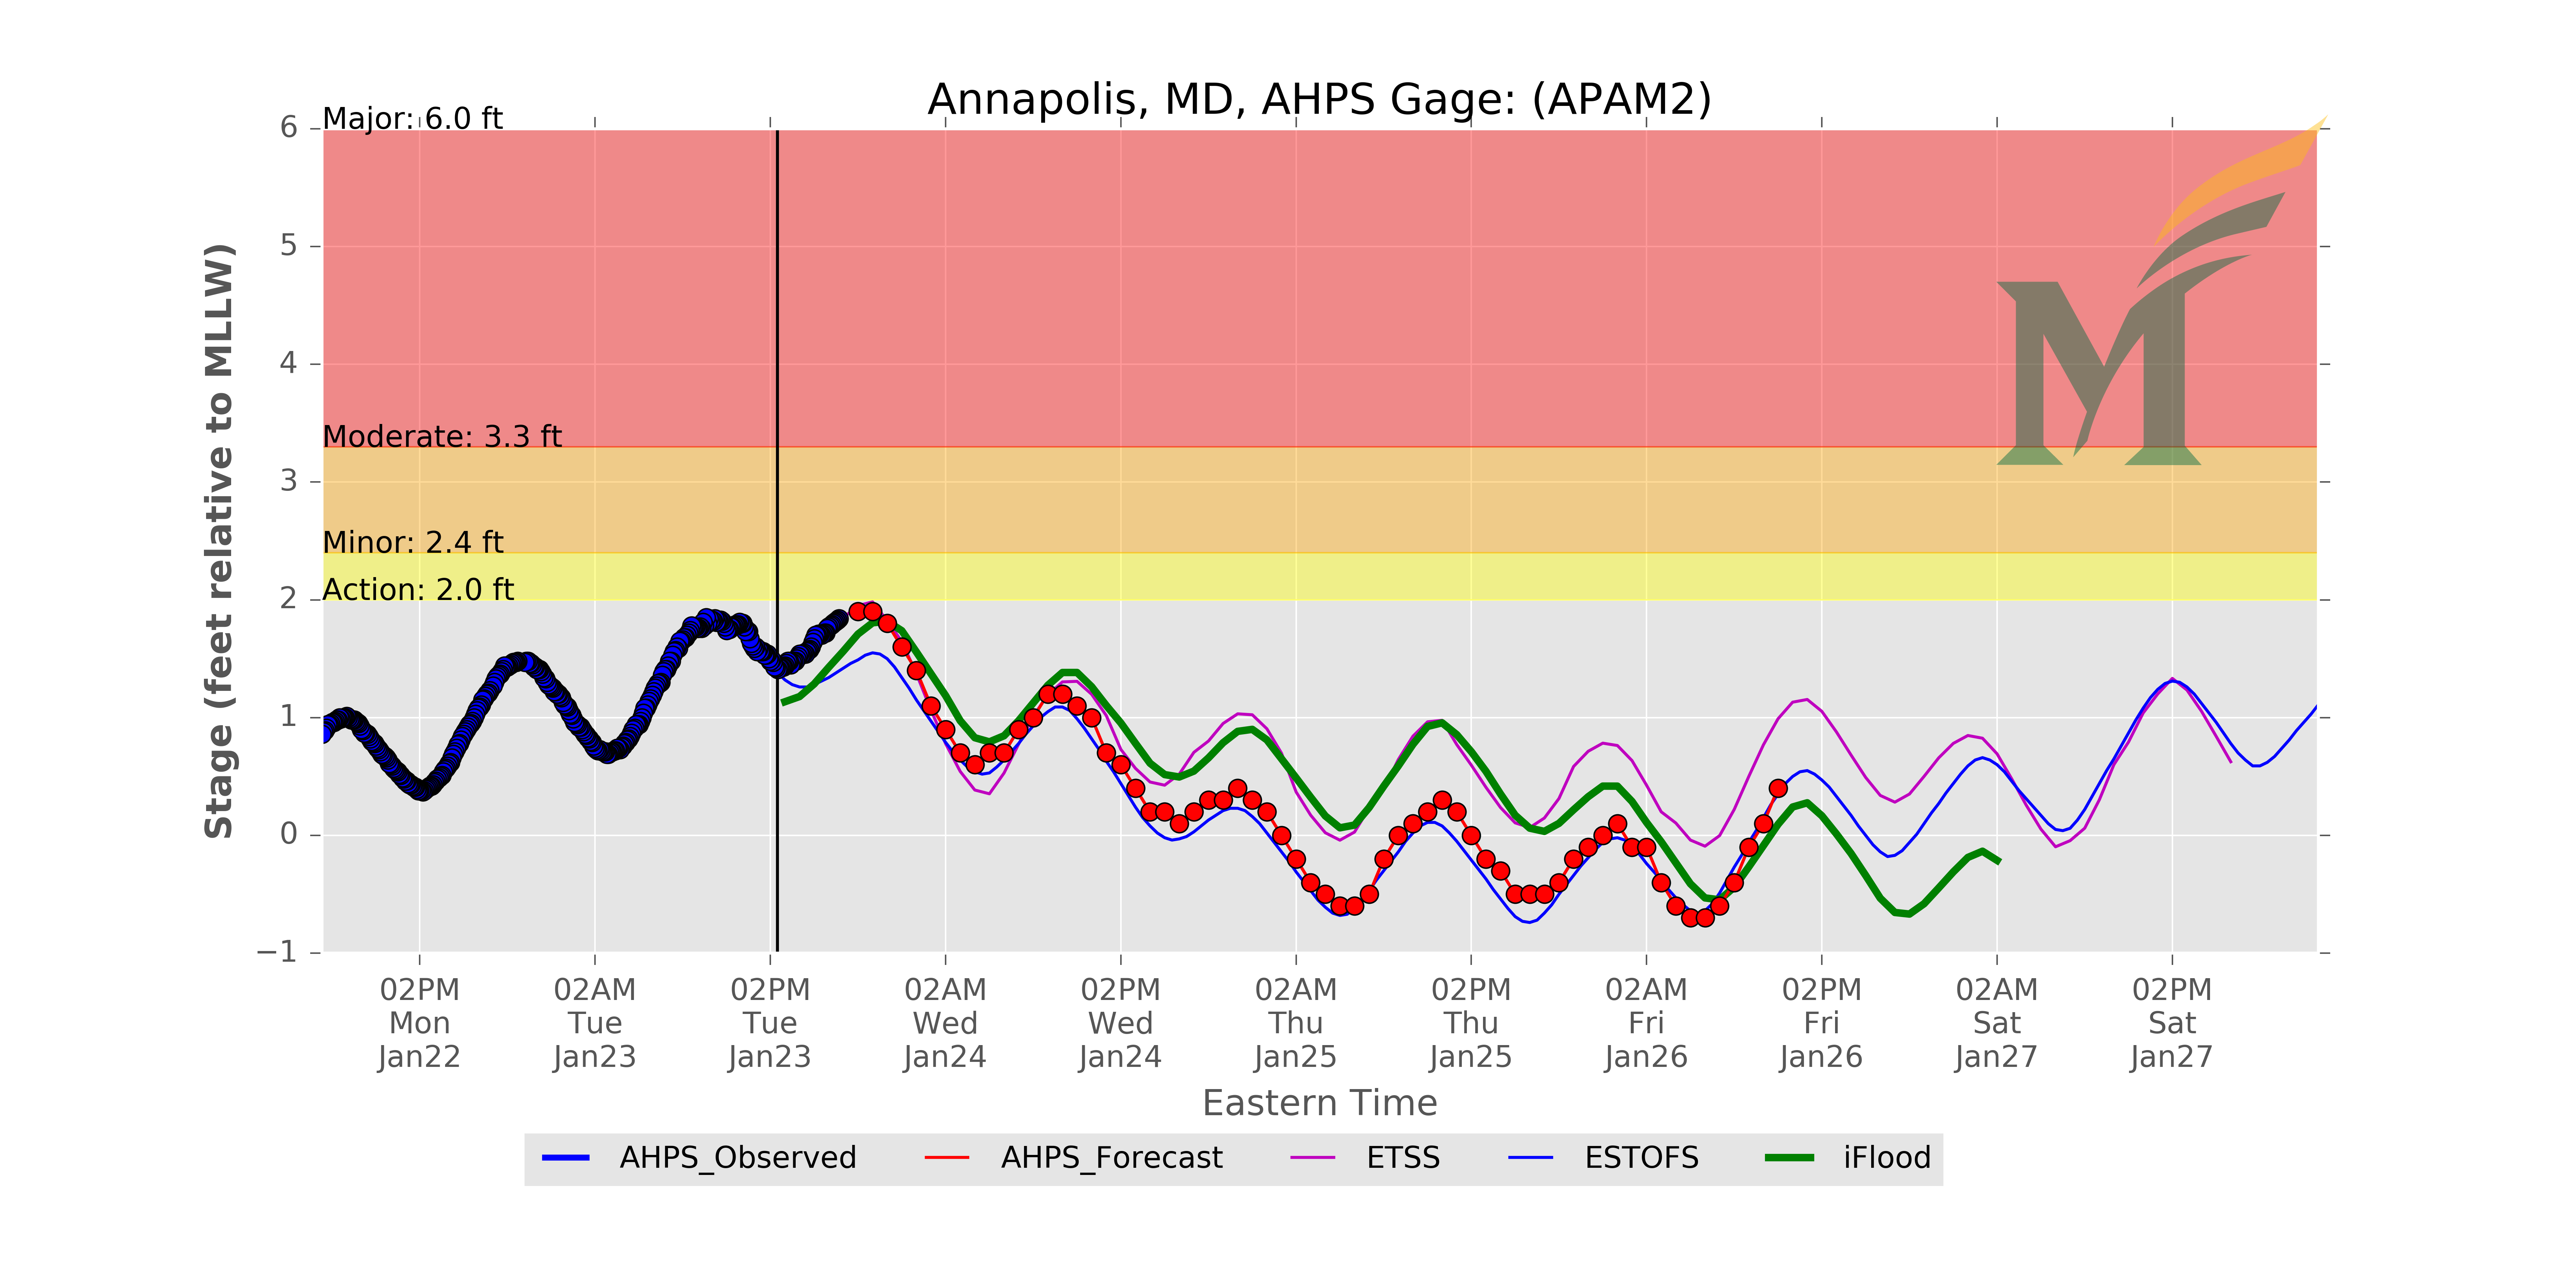 Annapolis, MD, AHPS Gage: (APAM2)
Major: 6.0 ft
Moderate: 3.3 ft
Minor: 2.4 ft
Action: 2.0 ft
6
5
4
3
2
1
0
−1
Stage (feet relative to MLLW)
02PM Mon Jan22
02AM Tue Jan23
02PM Tue Jan23
02AM Wed Jan24
02PM Wed Jan24
02AM Thu Jan25
02PM Thu Jan25
02AM Fri Jan26
02PM Fri Jan26
02AM Sat Jan27
02PM Sat Jan27
Eastern Time
AHPS_Observed AHPS_Forecast ETSS ESTOFS iFlood
M